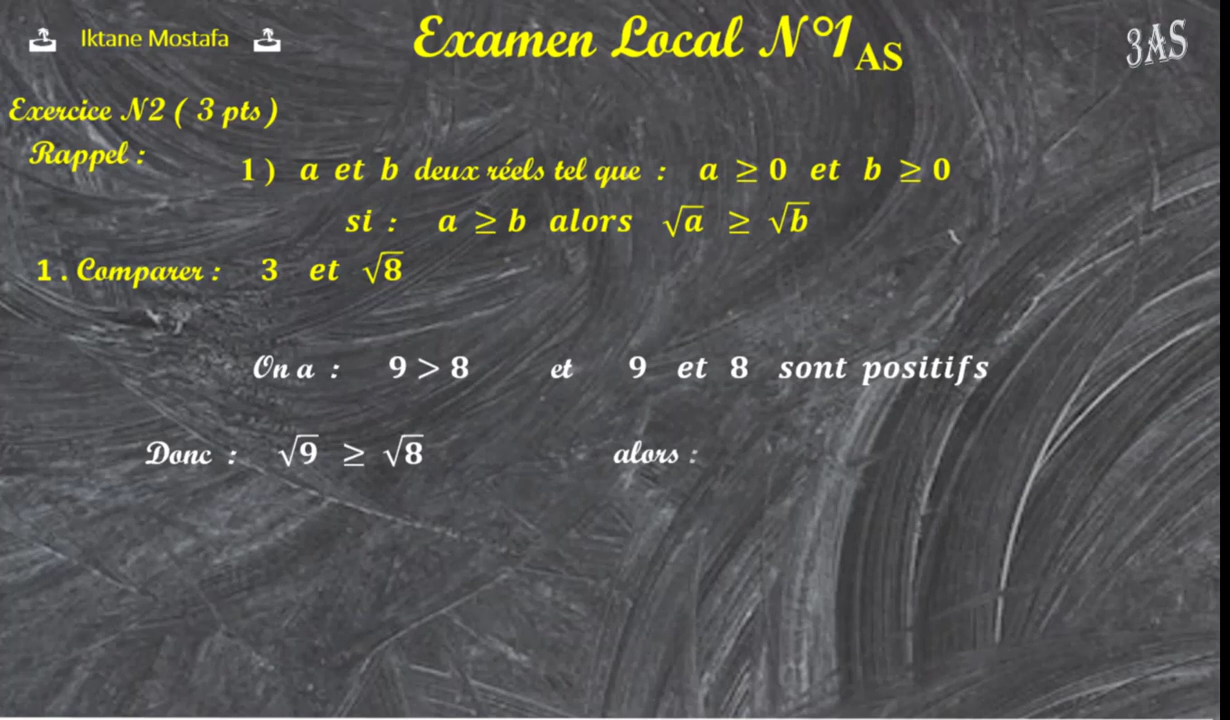 Iktane Mostafa
Examen Local N°1 AS
3AS
Exercice N2 ( 3 pts )
Rappel :
1 ) a et b deux réels tel que : a ≥ 0 et b ≥ 0
si : a ≥ b alors √a ≥ √b
1 . Comparer : 3 et √8
On a : 9 > 8 et 9 et 8 sont positifs
Donc : √9 ≥ √8 alors :